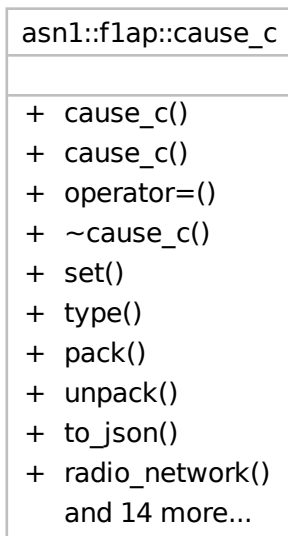 asn1::f1ap::cause_c
+ cause_c()
+ cause_c()
+ operator=()
+ ~cause_c()
+ set()
+ type()
+ pack()
+ unpack()
+ to_json()
+ radio_network()
and 14 more...